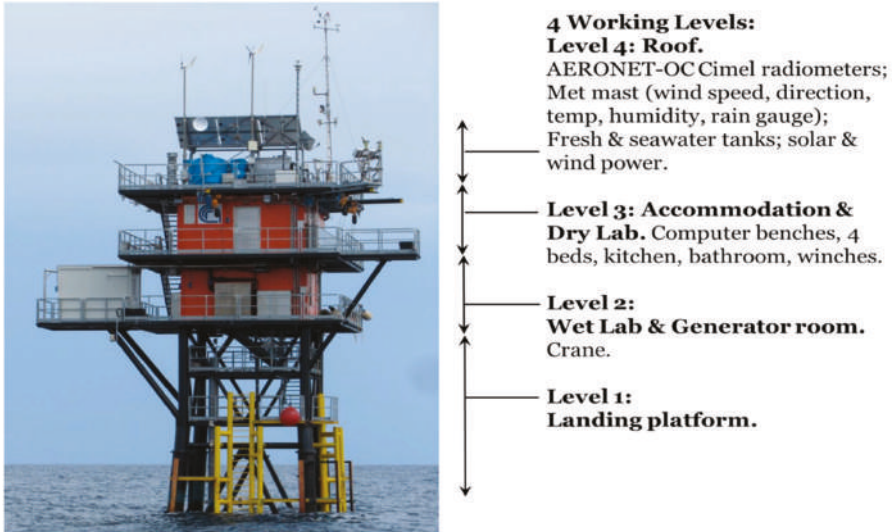 4 Working Levels:
Level 4: Roof.
AERONET-OC Cimel radiometers;
Met mast (wind speed, direction,
temp, humidity, rain gauge);
Fresh & seawater tanks; solar &
wind power.
Level 3: Accommodation &
Dry Lab. Computer benches, 4
beds, kitchen, bathroom, winches.
Level 2:
Wet Lab & Generator room.
Crane.
Level 1:
Landing platform.